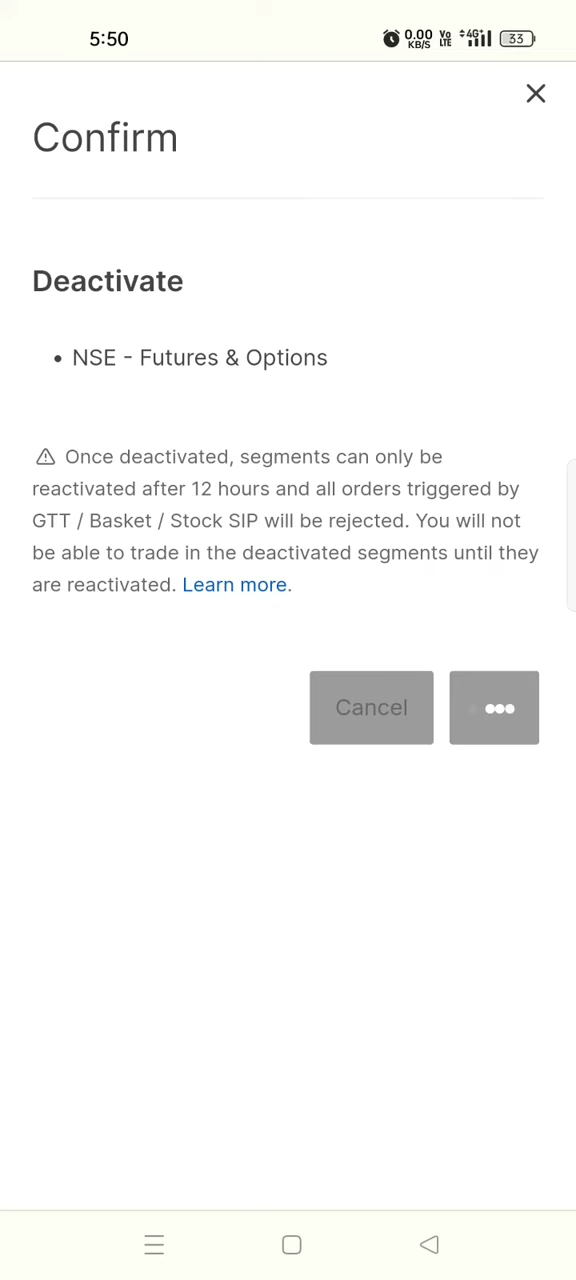 5:50
0.00
KB/S
Vo
LTE
4G+
33
Confirm
Deactivate
• NSE - Futures & Options
⚠ Once deactivated, segments can only be
reactivated after 12 hours and all orders triggered by
GTT / Basket / Stock SIP will be rejected. You will not
be able to trade in the deactivated segments until they
are reactivated. Learn more.
Cancel